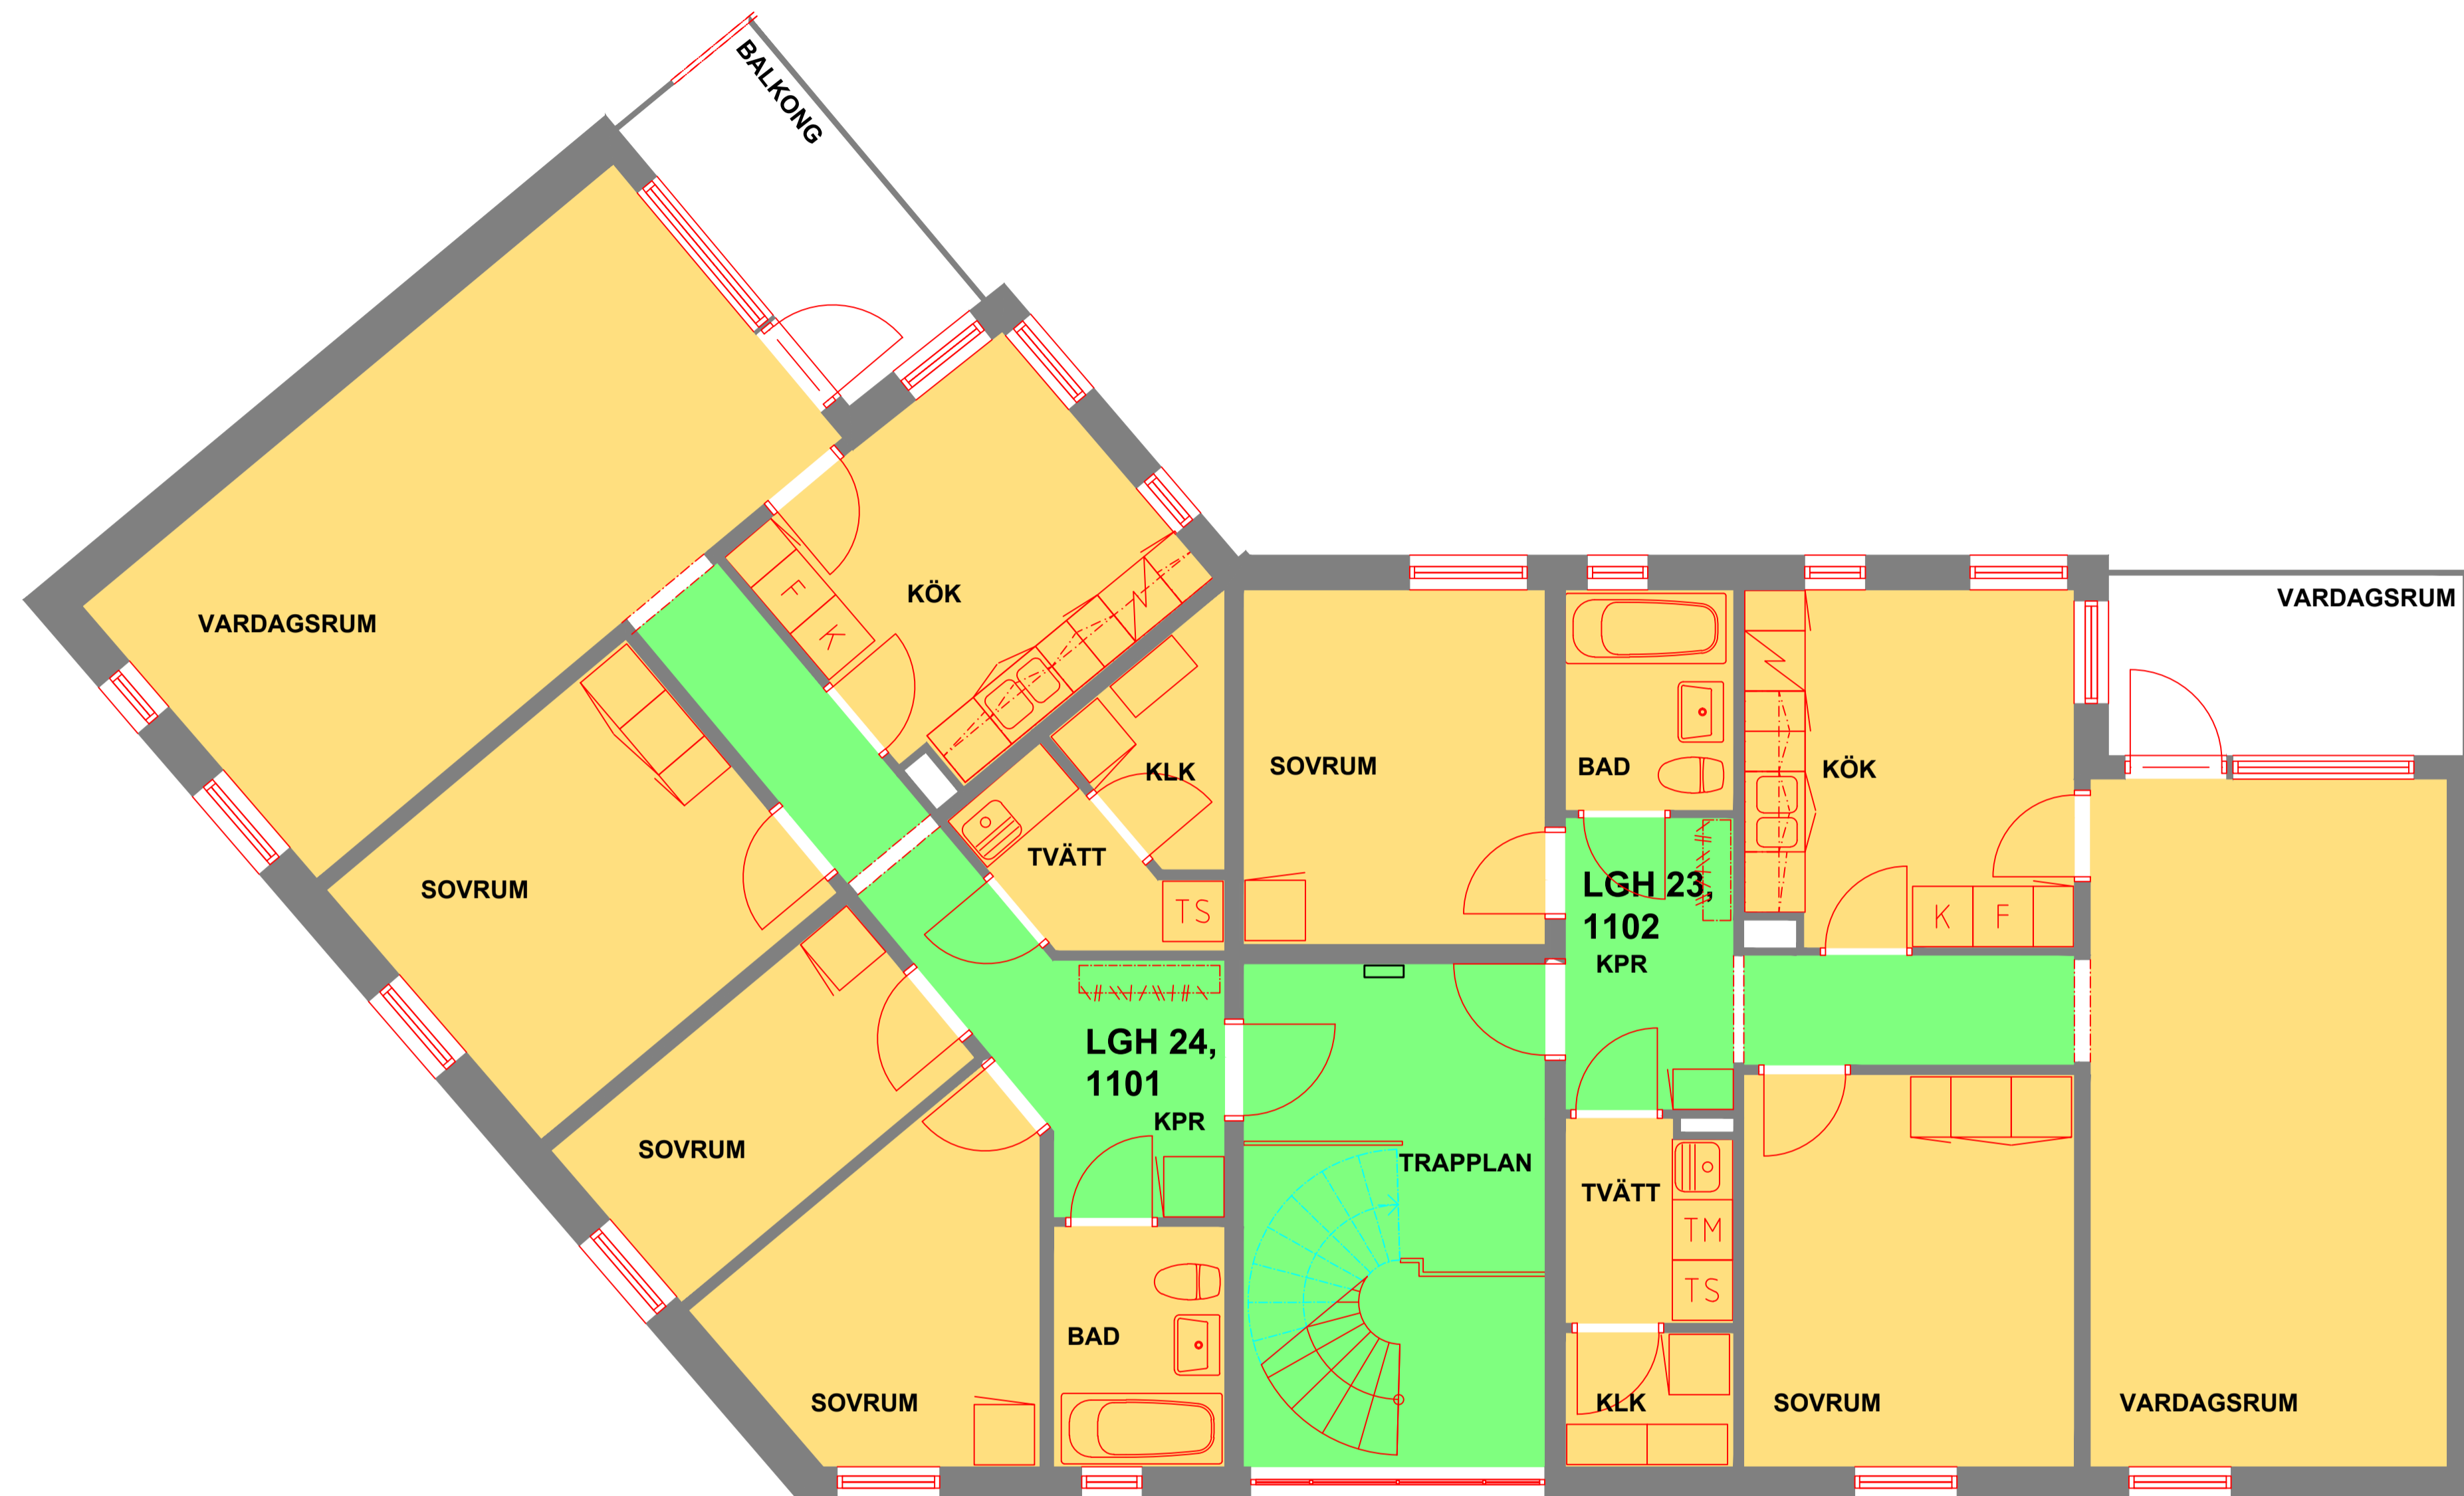 BALKONG
VARDAGSRUM
KÖK
F
K
VARDAGSRUM
SOVRUM
BAD
KÖK
KLK
TVÄTT
TS
SOVRUM
LGH 23,
1102
KPR
K F
LGH 24,
1101
KPR
SOVRUM
TRAPPLAN
TVÄTT
TM
TS
BAD
SOVRUM
KLK
SOVRUM
VARDAGSRUM